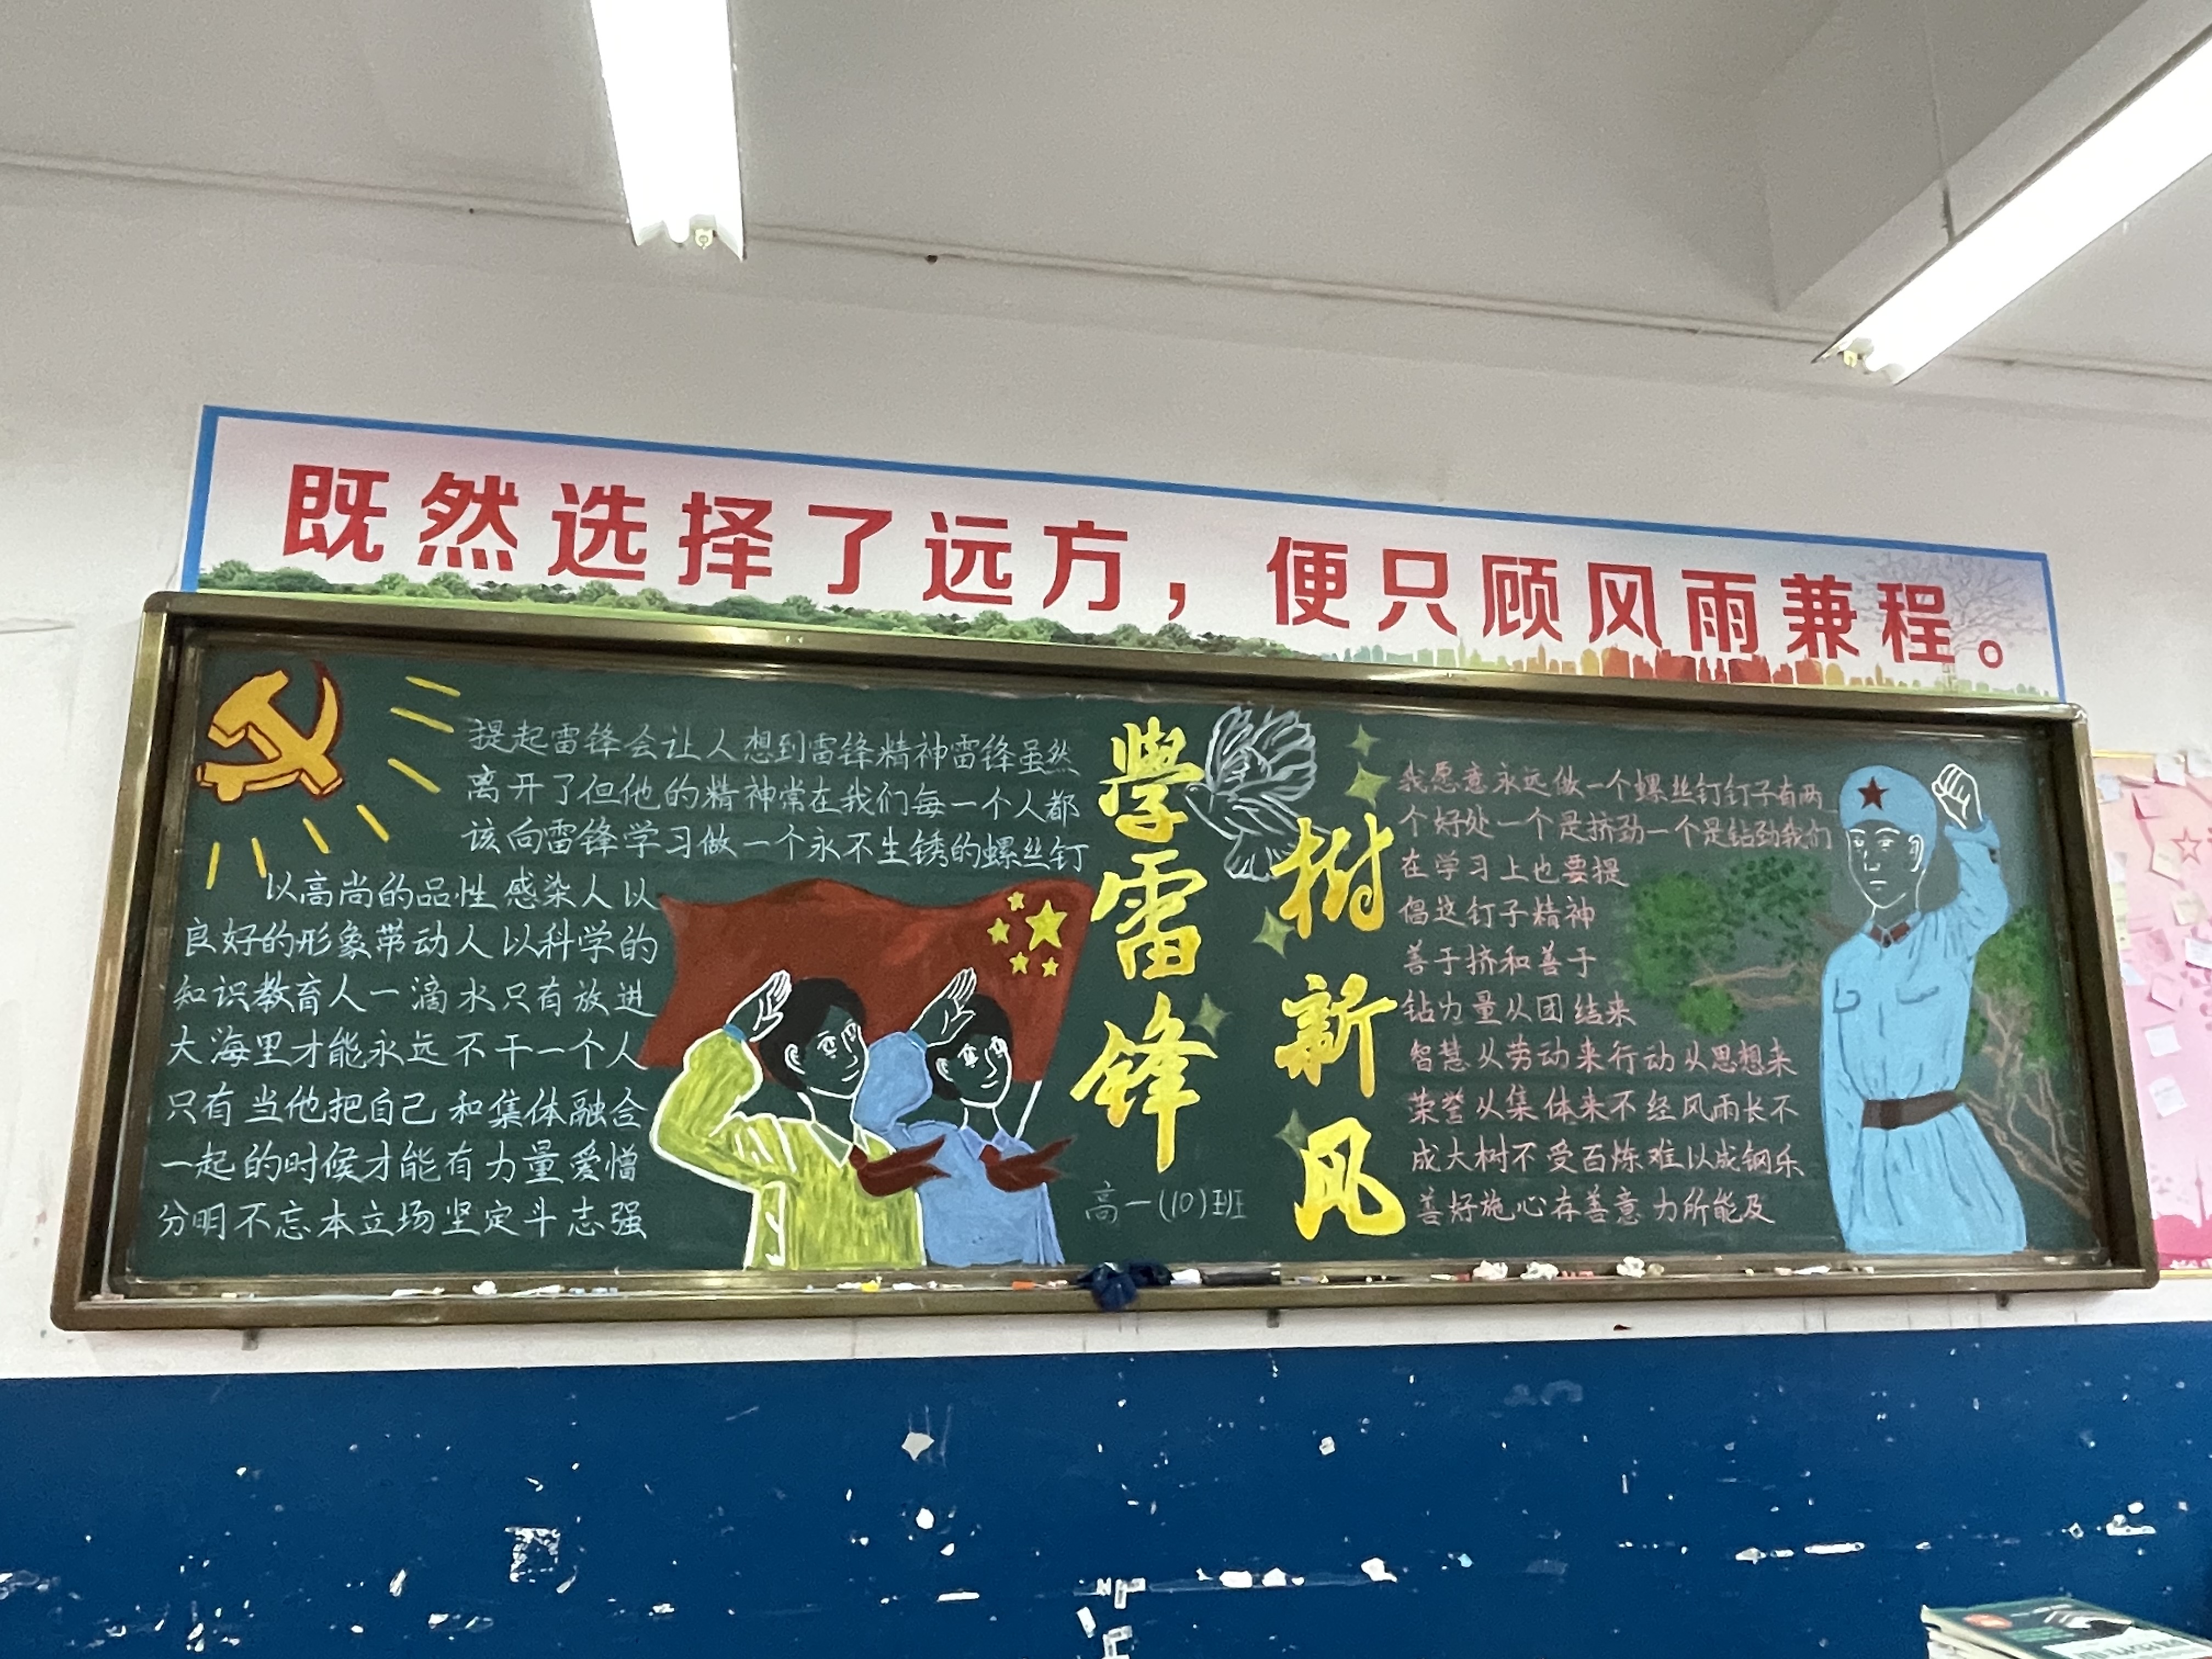 既然选择了远方，便只顾风雨兼程。
提起雷锋会让人想到雷锋精神雷锋虽然
离开了但他的精神常在我们每一个人都
该向雷锋学习做一个永不生锈的螺丝钉
以高尚的品性感染人以
良好的形象带动人以科学的
知识教育人一滴水只有放进
大海里才能永远不干一个人
只有当他把自己和集体融合
一起的时候才能有力量爱憎
分明不忘本立场坚定斗志强
學雷锋
树新风
高一(10)班
我愿意永远做一个螺丝钉钉子有两
个好处一个是挤劲一个是钻劲我们
在学习上也要提
倡这钉子精神
善于挤和善于
钻力量从团结来
智慧从劳动来行动从思想来
荣誉从集体来不经风雨长不
成大树不受百炼难以成钢乐
善好施心存善意力所能及